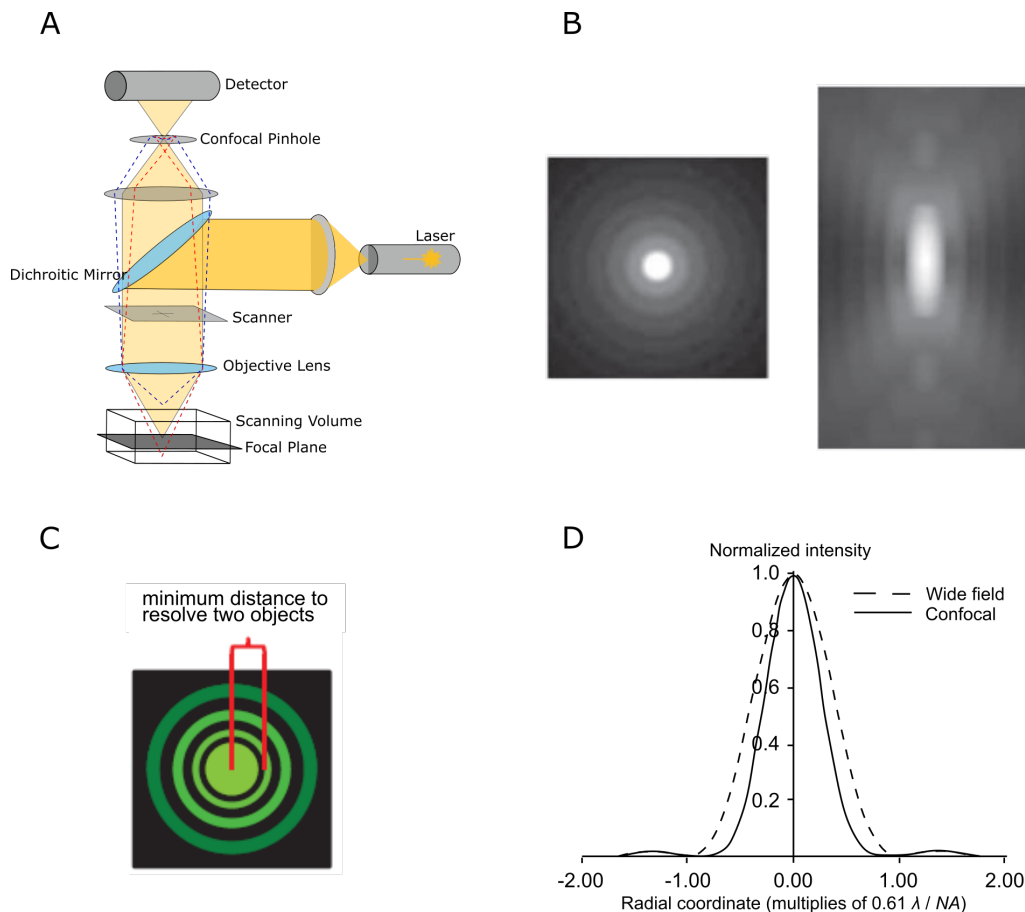 A
Detector
Confocal Pinhole
Laser
Dichroitic Mirror
Scanner
Objective Lens
Scanning Volume
Focal Plane
B
C
minimum distance to
resolve two objects
D
Normalized intensity
1.0
0.8
0.6
0.4
0.2
Wide field
Confocal
-2.00 -1.00 0.00 1.00 2.00
Radial coordinate (multiplies of 0.61 λ / NA)